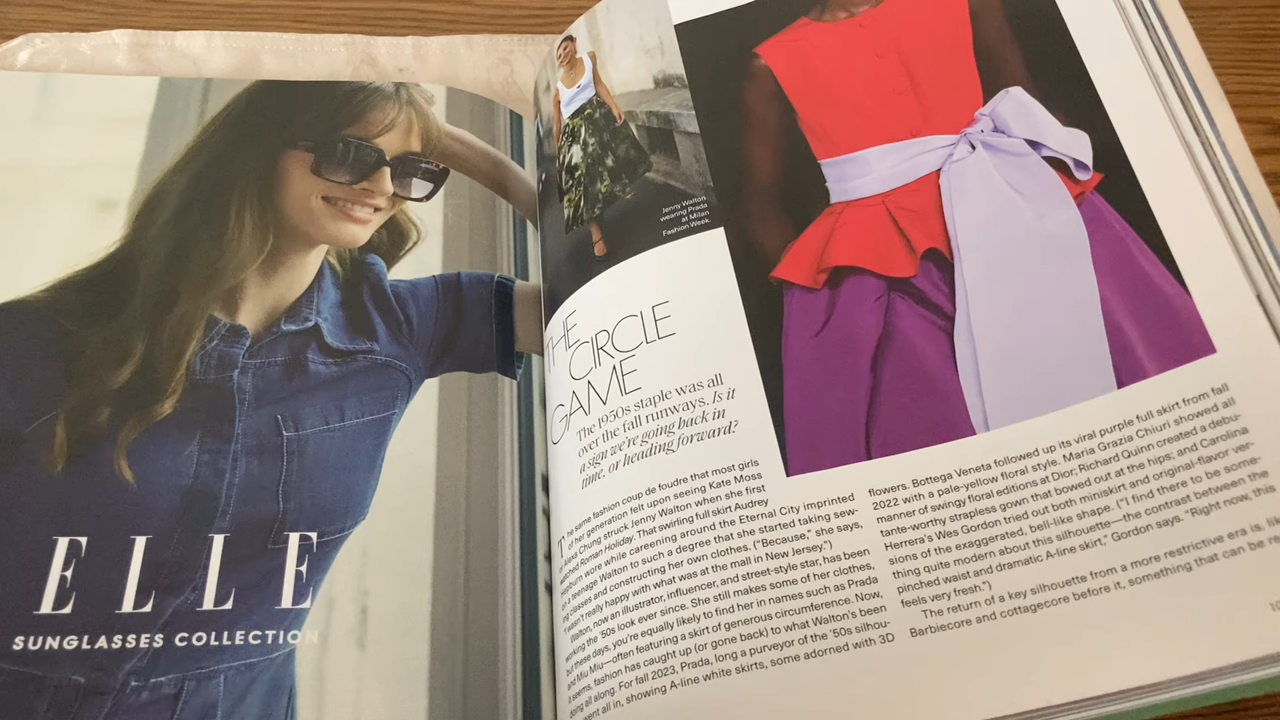 ELLE
SUNGLASSES COLLECTION
Jenny Walton
wearing Prada
at Milan
Fashion Week.
THE
CIRCLE
GAME
The 1950s staple was all
over the fall runways. Is it
a sign we're going back in
time, or heading forward?
The same fashion coup de foudre that most girls
of her generation felt upon seeing Kate Moss
or Alexa Chung struck Jenny Walton when she first
watched Roman Holiday. That swirling full skirt Audrey
Hepburn wore while careening around the Eternal City imprinted
on a teenage Walton to such a degree that she started taking sew-
ing classes and constructing her own clothes. ("Because," she says,
"I wasn't really happy with what was at the mall in New Jersey.")
Walton, now an illustrator, influencer, and street-style star, has been
working the '50s look ever since. She still makes some of her clothes,
but these days, you're equally likely to find her in names such as Prada
and Miu Miu—often featuring a skirt of generous circumference. Now,
it seems, fashion has caught up (or gone back) to what Walton's been
doing all along. For fall 2023, Prada, long a purveyor of the '50s silhou-
went all in, showing A-line white skirts, some adorned with 3D
flowers. Bottega Veneta followed up its viral purple full skirt from fall
2022 with a pale-yellow floral style. Maria Grazia Chiuri showed all
manner of swingy floral editions at Dior; Richard Quinn created a debu-
tante-worthy strapless gown that bowed out at the hips; and Carolina
Herrera's Wes Gordon tried out both miniskirt and original-flavor ver-
sions of the exaggerated, bell-like shape. ("I find there to be some-
thing quite modern about this silhouette—the contrast between the
pinched waist and dramatic A-line skirt," Gordon says. "Right now, this
feels very fresh.")
The return of a key silhouette from a more restrictive era is,
Barbiecore and cottagecore before it, something that can be